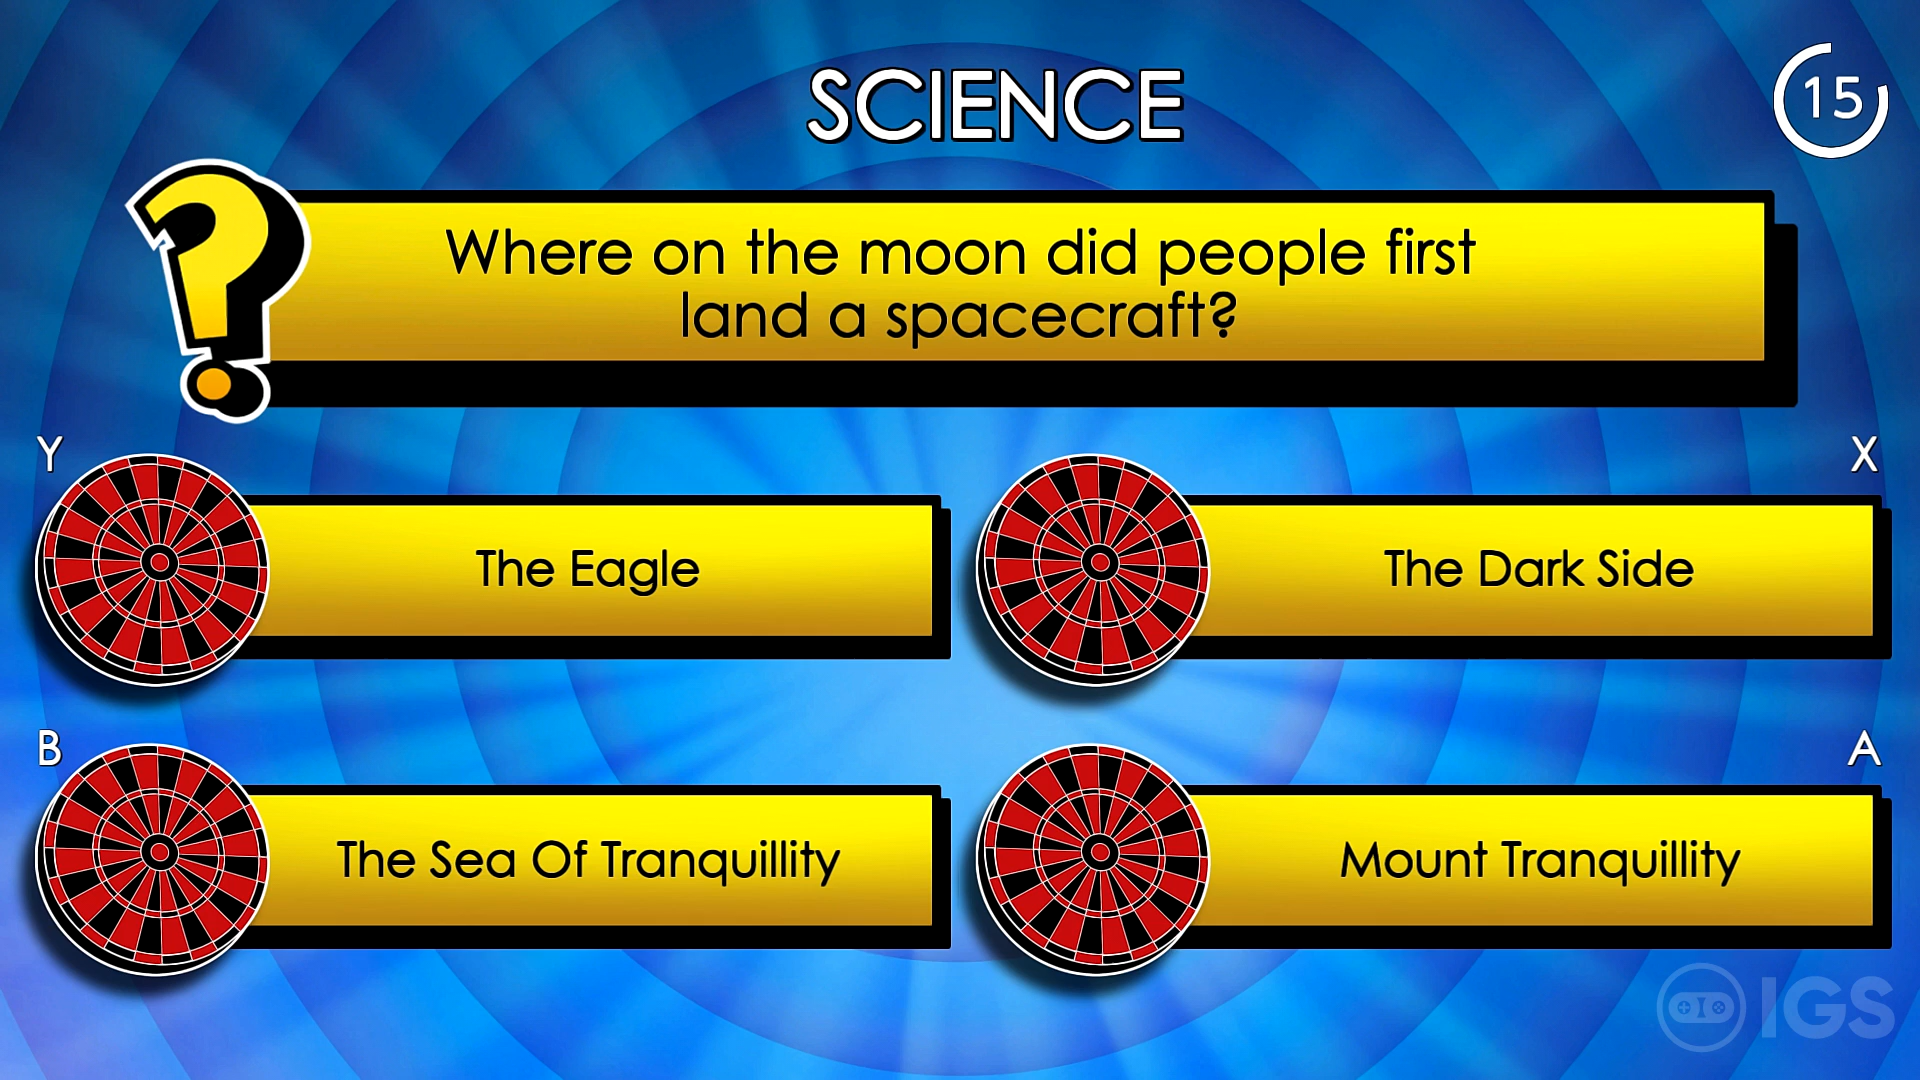 SCIENCE
15
Where on the moon did people first
land a spacecraft?
Y
The Eagle
X
The Dark Side
B
The Sea Of Tranquillity
A
Mount Tranquillity
IGS